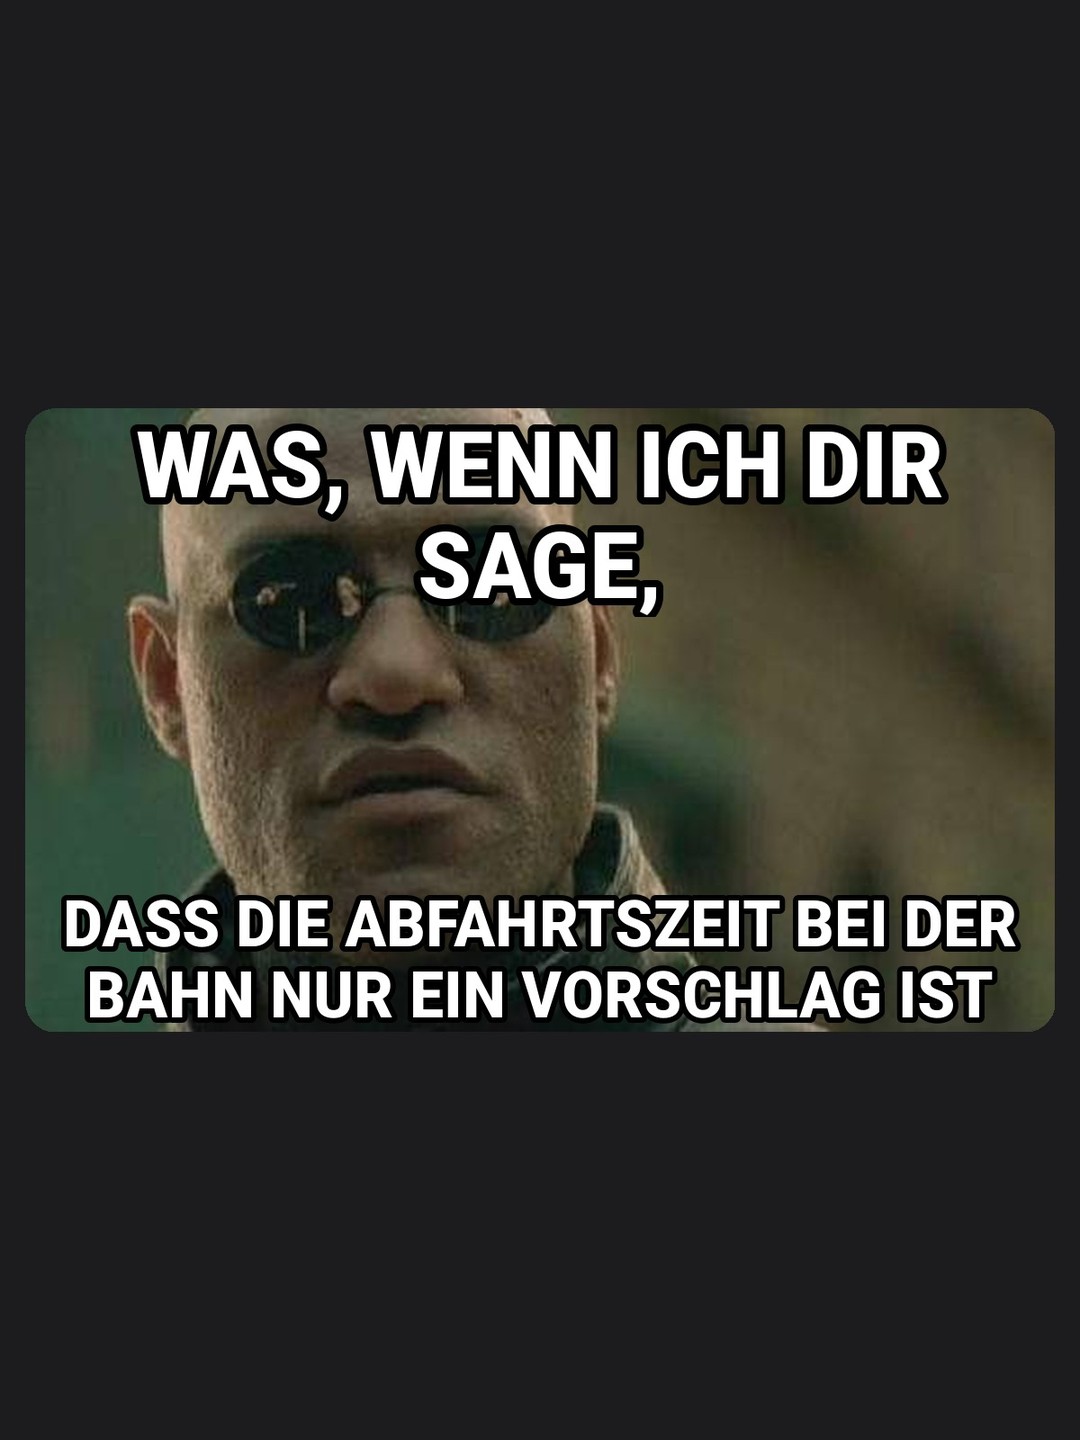 WAS, WENN ICH DIR
SAGE,
DASS DIE ABFAHRTSZEIT BEI DER
BAHN NUR EIN VORSCHLAG IST